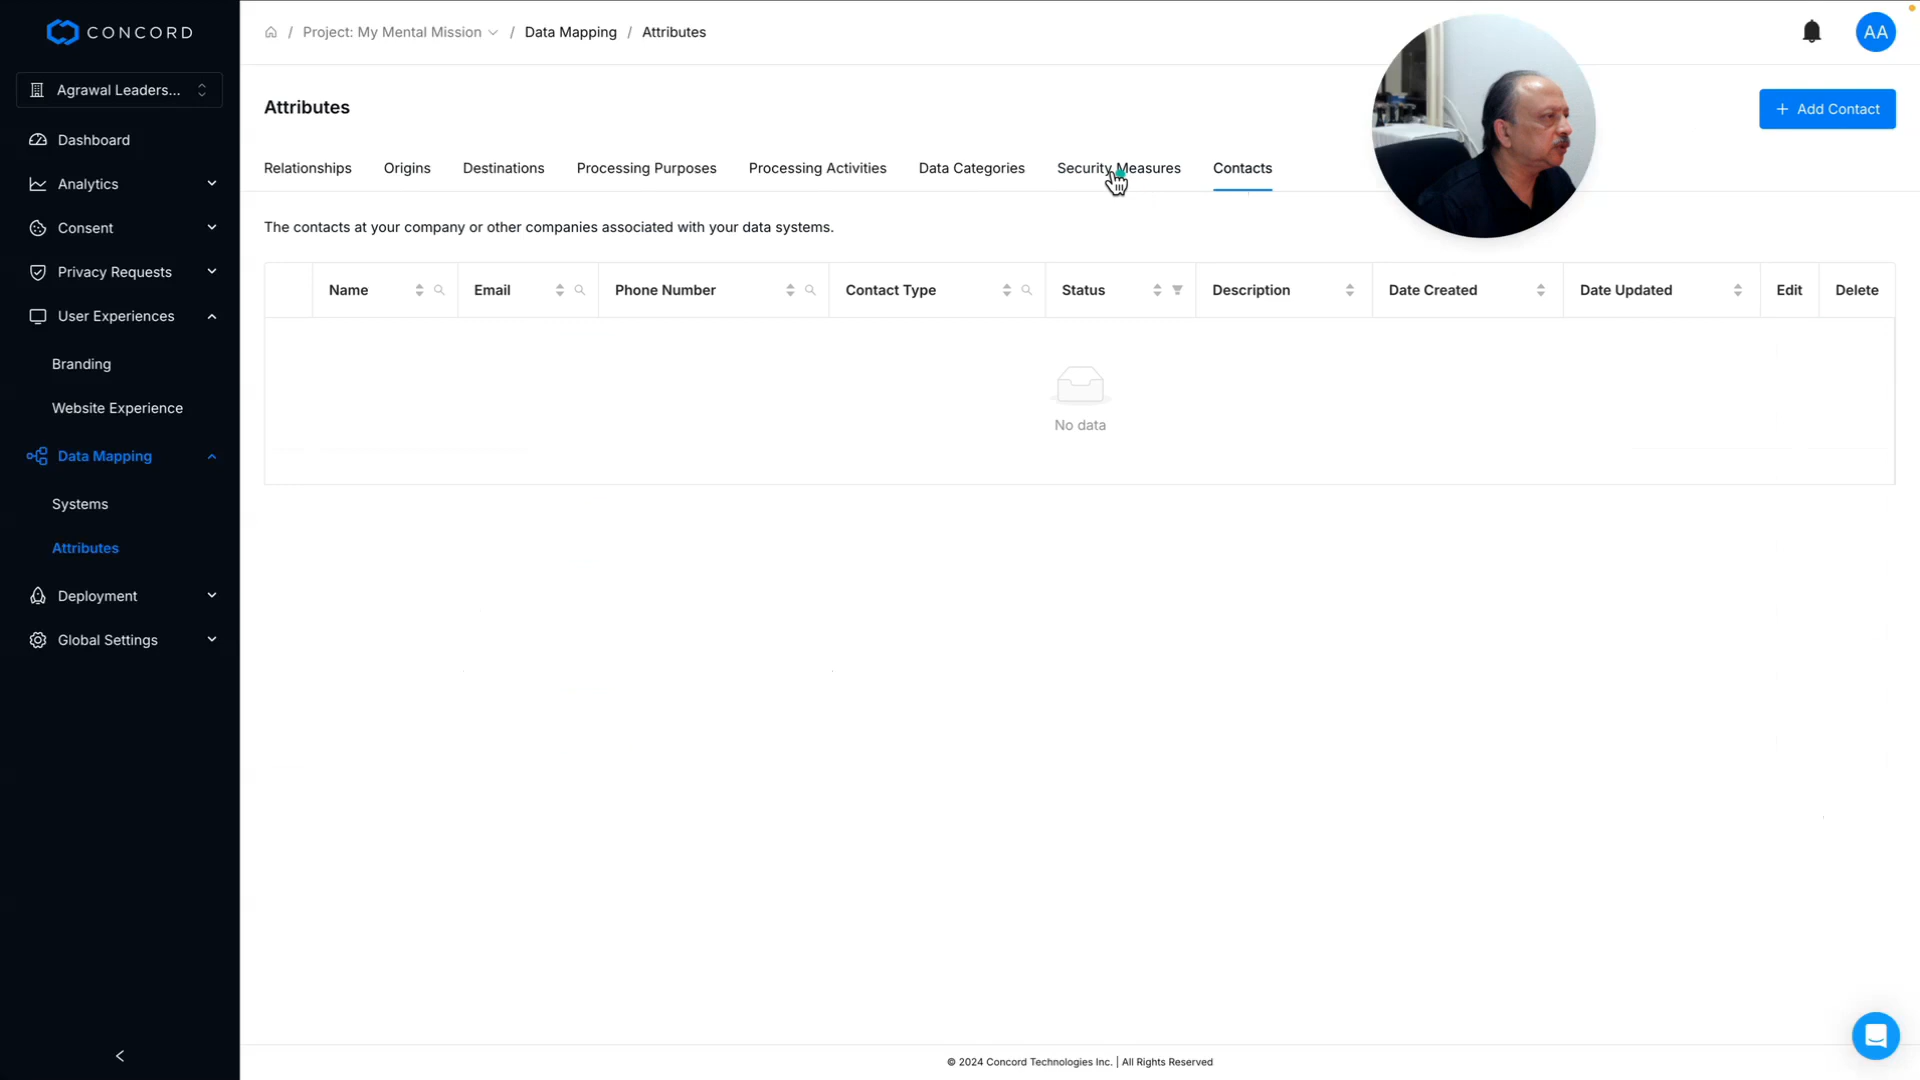 CONCORD
Agrawal Leaders...
Dashboard
Analytics
Consent
Privacy Requests
User Experiences
Branding
Website Experience
Data Mapping
Systems
Attributes
Deployment
Global Settings
/ Project: My Mental Mission / Data Mapping / Attributes
AA
Attributes
+ Add Contact
Relationships Origins Destinations Processing Purposes Processing Activities Data Categories Security Measures Contacts
The contacts at your company or other companies associated with your data systems.
Name Email Phone Number Contact Type Status Description Date Created Date Updated Edit Delete
No data
© 2024 Concord Technologies Inc. | All Rights Reserved